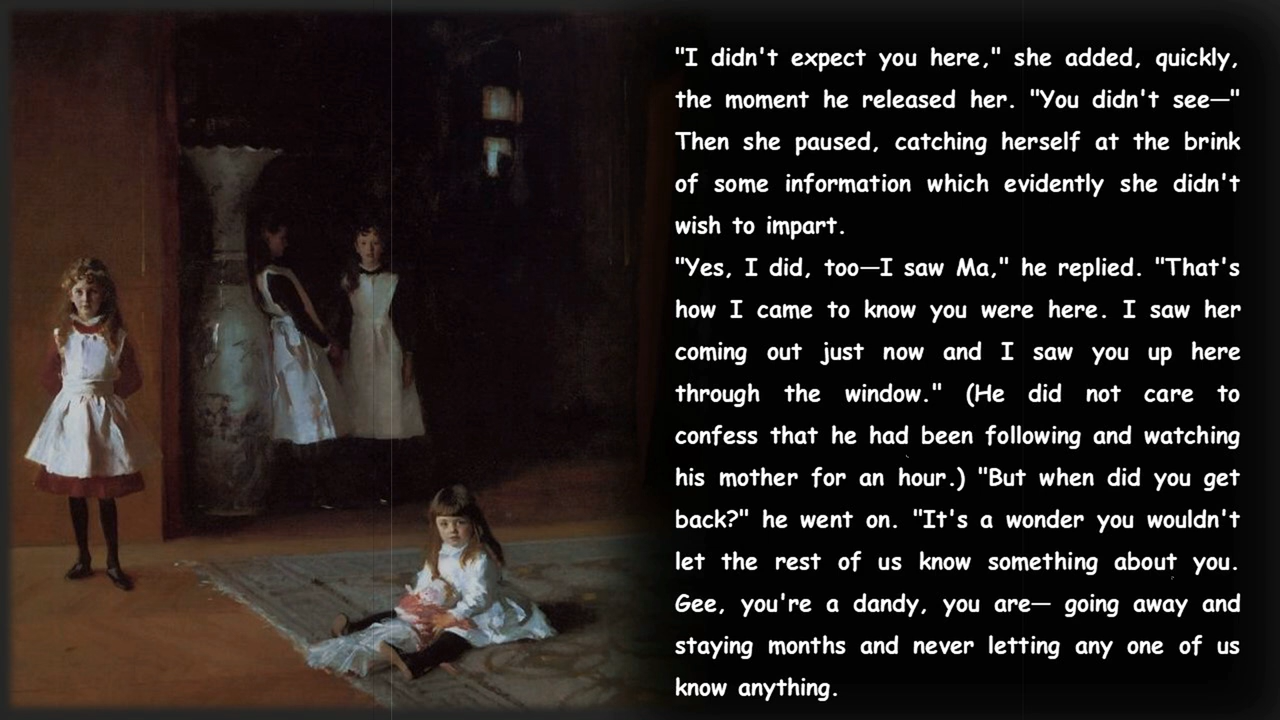 "I didn't expect you here," she added, quickly,
the moment he released her. "You didn't see—"
Then she paused, catching herself at the brink
of some information which evidently she didn't
wish to impart.
"Yes, I did, too—I saw Ma," he replied. "That's
how I came to know you were here. I saw her
coming out just now and I saw you up here
through the window." (He did not care to
confess that he had been following and watching
his mother for an hour.) "But when did you get
back?" he went on. "It's a wonder you wouldn't
let the rest of us know something about you.
Gee, you're a dandy, you are— going away and
staying months and never letting any one of us
know anything.